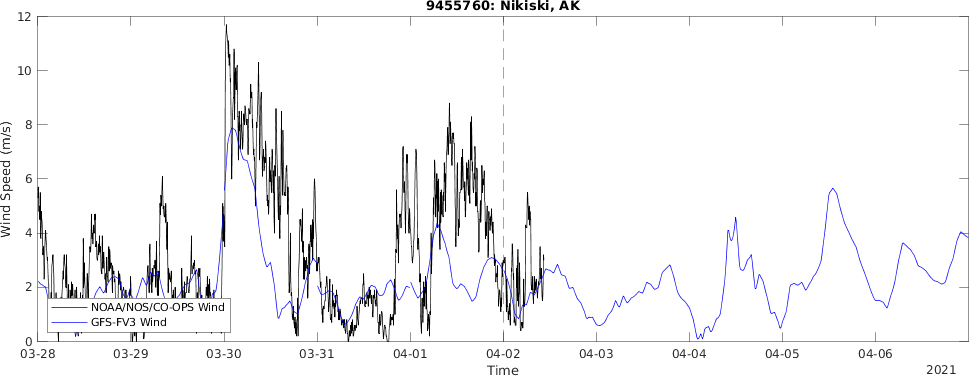 9455760: Nikiski, AK
Wind Speed (m/s)
12
10
8
6
4
2
0
NOAA/NOS/CO-OPS Wind
GFS-FV3 Wind
03-28 03-29 03-30 03-31 04-01 04-02 04-03 04-04 04-05 04-06
Time
2021